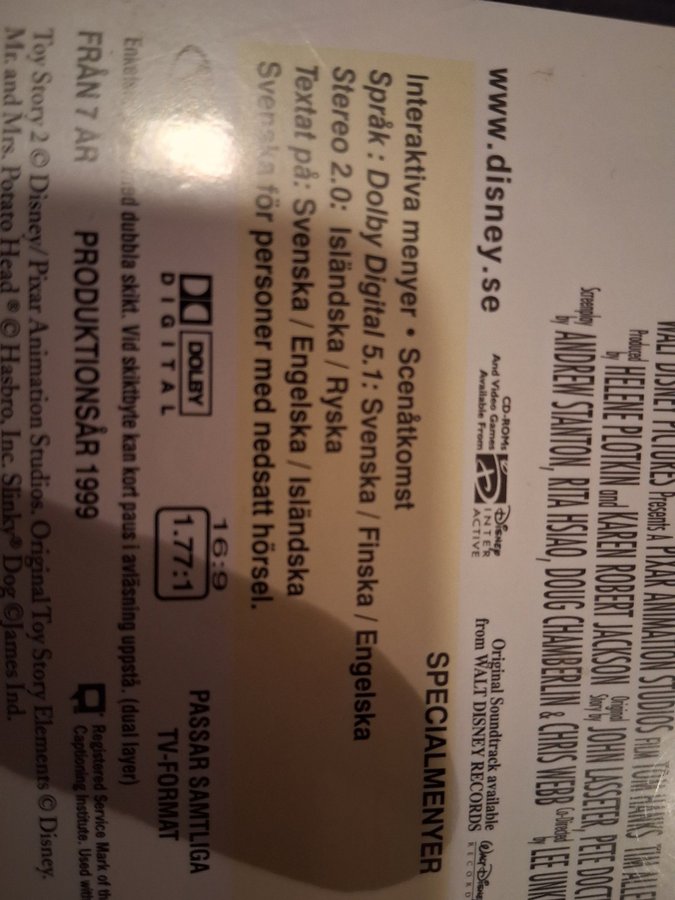 WALT DISNEY PICTURES Presents A PIXAR ANIMATION STUDIOS FILM TOM HANKS TIM ALLE
Produced by HELENE PLOTKIN and KAREN ROBERT JACKSON Original Story by JOHN LASSETER, PETE DOCT
Screenplay by ANDREW STANTON, RITA HSIAO, DOUG CHAMBERLIN & CHRIS WEBB Co-Directed by LEE UNK
www.disney.se
CD-ROMs
And Video Games
Available From
Disney
INTER
ACTIVE
Original Soundtrack available
from WALT DISNEY RECORDS
Walt Disney
RECORD
SPECIALMENYER
Interaktiva menyer • Scenåtkomst
Språk : Dolby Digital 5.1: Svenska / Finska / Engelska
Stereo 2.0: Isländska / Ryska
Textat på: Svenska / Engelska / Isländska
Svenska för personer med nedsatt hörsel.
DOLBY
DIGITAL
16:9
1.77:1
PASSAR SAMTLIGA
TV-FORMAT
dubbla skikt. Vid skiktbyte kan kort paus i avläsning uppstå. (dual layer)
FRÅN 7 ÅR
PRODUKTIONSÅR 1999
Registered Service Mark of th
Captioning Institute. Used with
Toy Story 2 © Disney/ Pixar Animation Studios. Original Toy Story Elements © Disney.
Mr. and Mrs. Potato Head ® © Hasbro, Inc. Slinky® Dog ©James Ind.